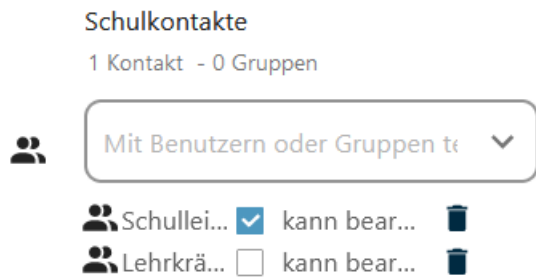 Schulkontakte
1 Kontakt - 0 Gruppen
Mit Benutzern oder Gruppen te
Schullei... kann bear...
Lehrkrä... kann bear...